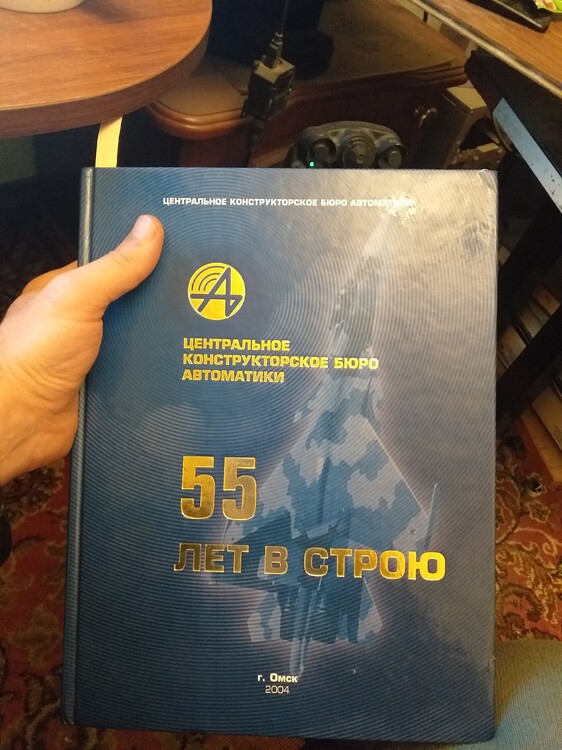 ЦЕНТРАЛЬНОЕ КОНСТРУКТОРСКОЕ БЮРО АВТОМАТИКИ
ЦЕНТРАЛЬНОЕ
КОНСТРУКТОРСКОЕ БЮРО
АВТОМАТИКИ
55
ЛЕТ В СТРОЮ
г. Омск
2004